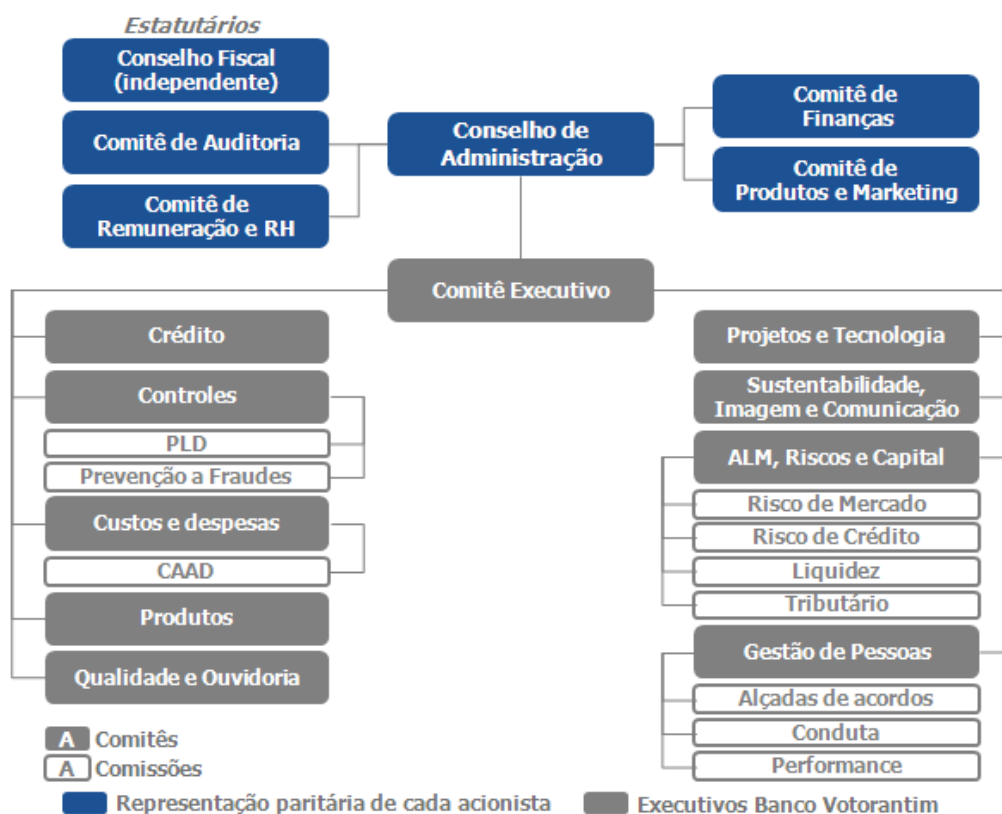 Estatutários
Conselho Fiscal
(independente)
Comitê de Auditoria
Comitê de
Remuneração e RH
Conselho de
Administração
Comitê de
Finanças
Comitê de
Produtos e Marketing
Comitê Executivo
Crédito
Controles
PLD
Prevenção a Fraudes
Custos e despesas
CAAD
Produtos
Qualidade e Ouvidoria
Projetos e Tecnologia
Sustentabilidade,
Imagem e Comunicação
ALM, Riscos e Capital
Risco de Mercado
Risco de Crédito
Liquidez
Tributário
Gestão de Pessoas
Alçadas de acordos
Conduta
Performance
A Comitês
A Comissões
Representação paritária de cada acionista
Executivos Banco Votorantim